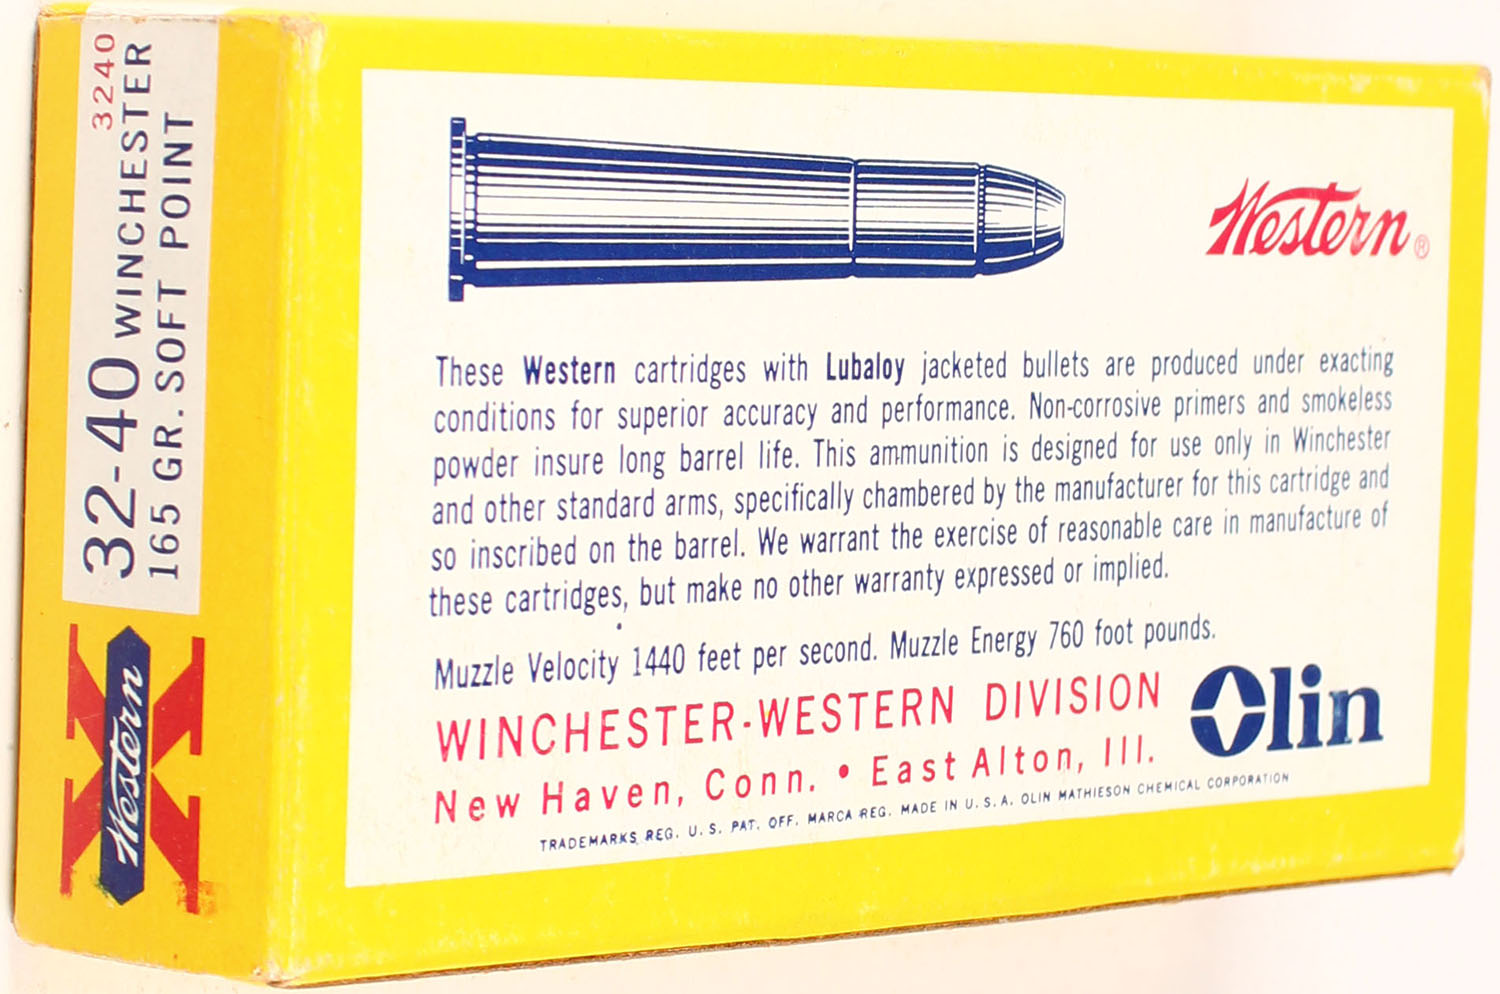 3240
32-40 WINCHESTER
165 GR. SOFT POINT
Western
X
Western®
These Western cartridges with Lubaloy jacketed bullets are produced under exacting
conditions for superior accuracy and performance. Non-corrosive primers and smokeless
powder insure long barrel life. This ammunition is designed for use only in Winchester
and other standard arms, specifically chambered by the manufacturer for this cartridge and
so inscribed on the barrel. We warrant the exercise of reasonable care in manufacture of
these cartridges, but make no other warranty expressed or implied.
Muzzle Velocity 1440 feet per second. Muzzle Energy 760 foot pounds.
WINCHESTER-WESTERN DIVISION
New Haven, Conn. • East Alton, Ill.
Olin
TRADEMARKS REG. U. S. PAT. OFF. MARCA REG. MADE IN U. S. A. OLIN MATHIESON CHEMICAL CORPORATION